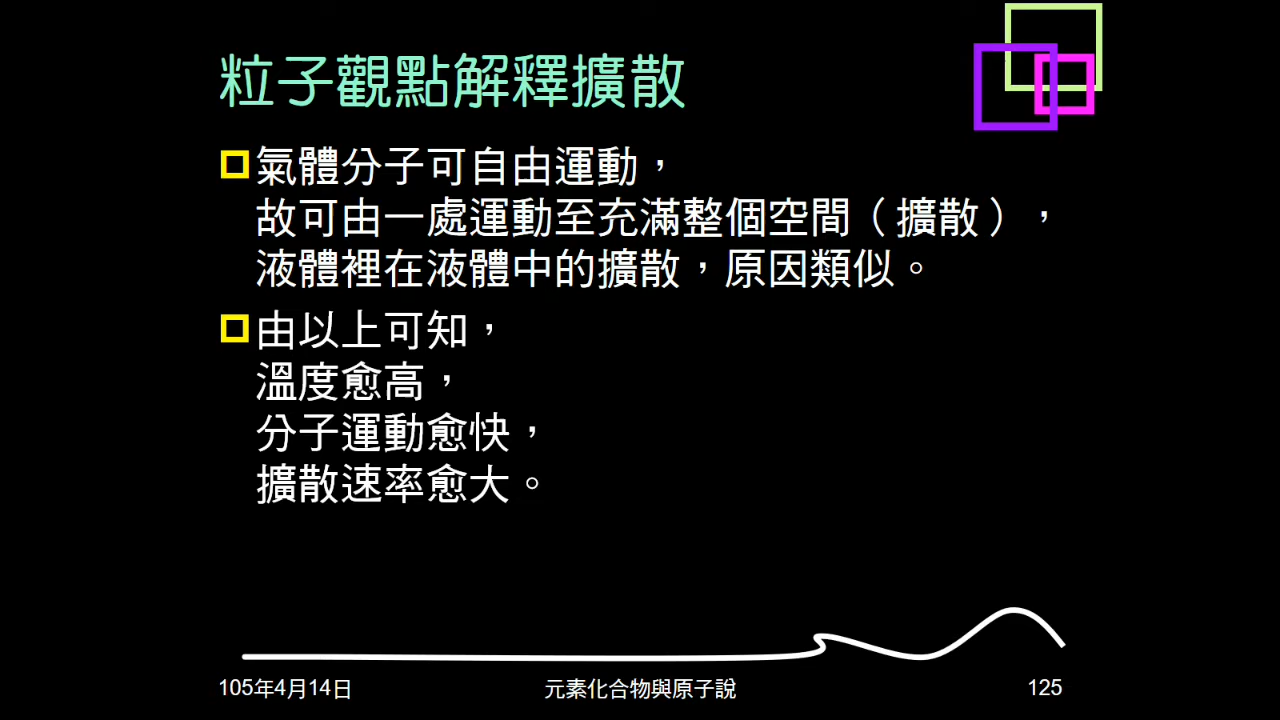 粒子觀點解釋擴散
氣體分子可自由運動，
故可由一處運動至充滿整個空間（擴散），
液體裡在液體中的擴散，原因類似。
由以上可知，
溫度愈高，
分子運動愈快，
擴散速率愈大。
105年4月14日
元素化合物與原子說
125